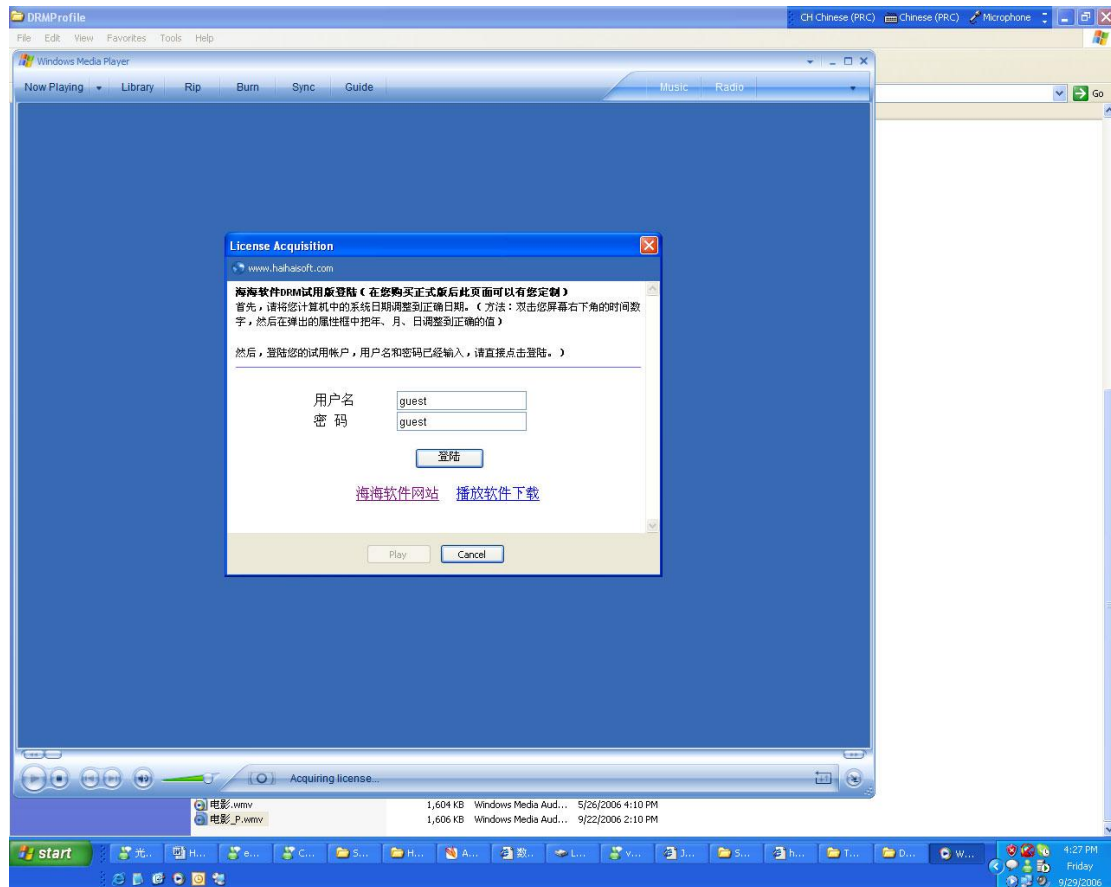 DRMProfile
CH Chinese (PRC) Chinese (PRC) Microphone
File Edit View Favorites Tools Help
Windows Media Player
Now Playing Library Rip Burn Sync Guide Music Radio
Go
License Acquisition
www.haihaisoft.com
海海软件DRM试用版登陆(在您购买正式版后此页面可以有您定制)
首先,请将您计算机中的系统日期调整到正确日期。(方法:双击您屏幕右下角的时间数
字,然后在弹出的属性框中把年、月、日调整到正确的值)
然后,登陆您的试用帐户,用户名和密码已经输入,请直接点击登陆。)
用户名 guest
密 码 guest
登陆
海海软件网站 播放软件下载
Play Cancel
Acquiring license...
电影.wmv 1,604 KB Windows Media Aud... 5/26/2006 4:10 PM
电影_P.wmv 1,606 KB Windows Media Aud... 9/22/2006 2:10 PM
start 光... H... e... C... S... H... A... 数... L... v... J... S... h... T... D... W... 4:27 PM
Friday
9/29/2006